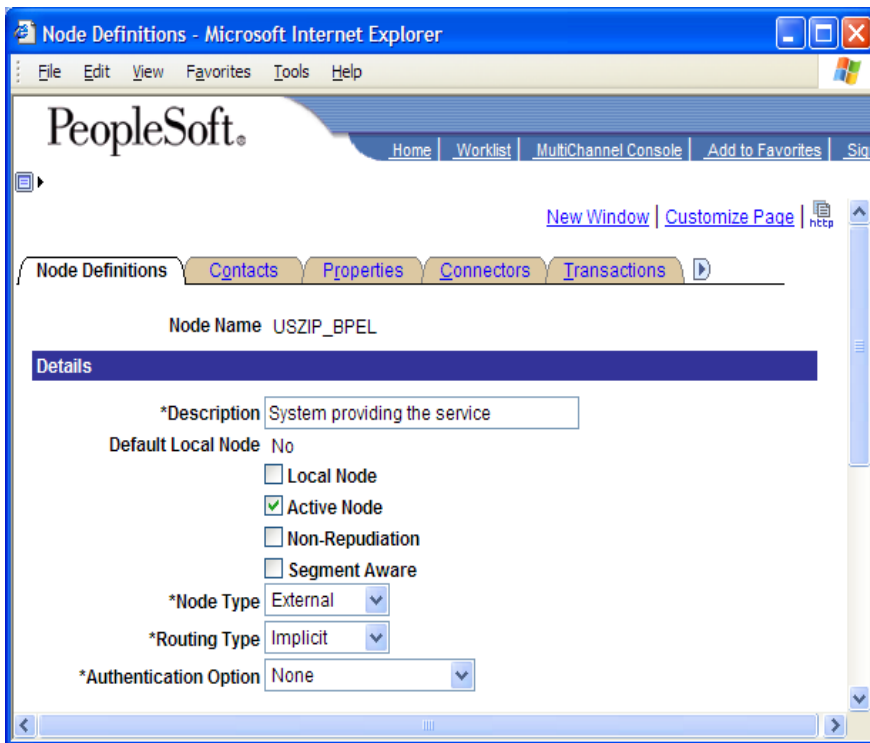 Node Definitions - Microsoft Internet Explorer
File Edit View Favorites Tools Help
PeopleSoft®
Home | Worklist | MultiChannel Console | Add to Favorites | Sig
New Window | Customize Page | http
Node Definitions Contacts Properties Connectors Transactions
Node Name USZIP_BPEL
Details
*Description System providing the service
Default Local Node No
Local Node
Active Node
Non-Repudiation
Segment Aware
*Node Type External
*Routing Type Implicit
*Authentication Option None